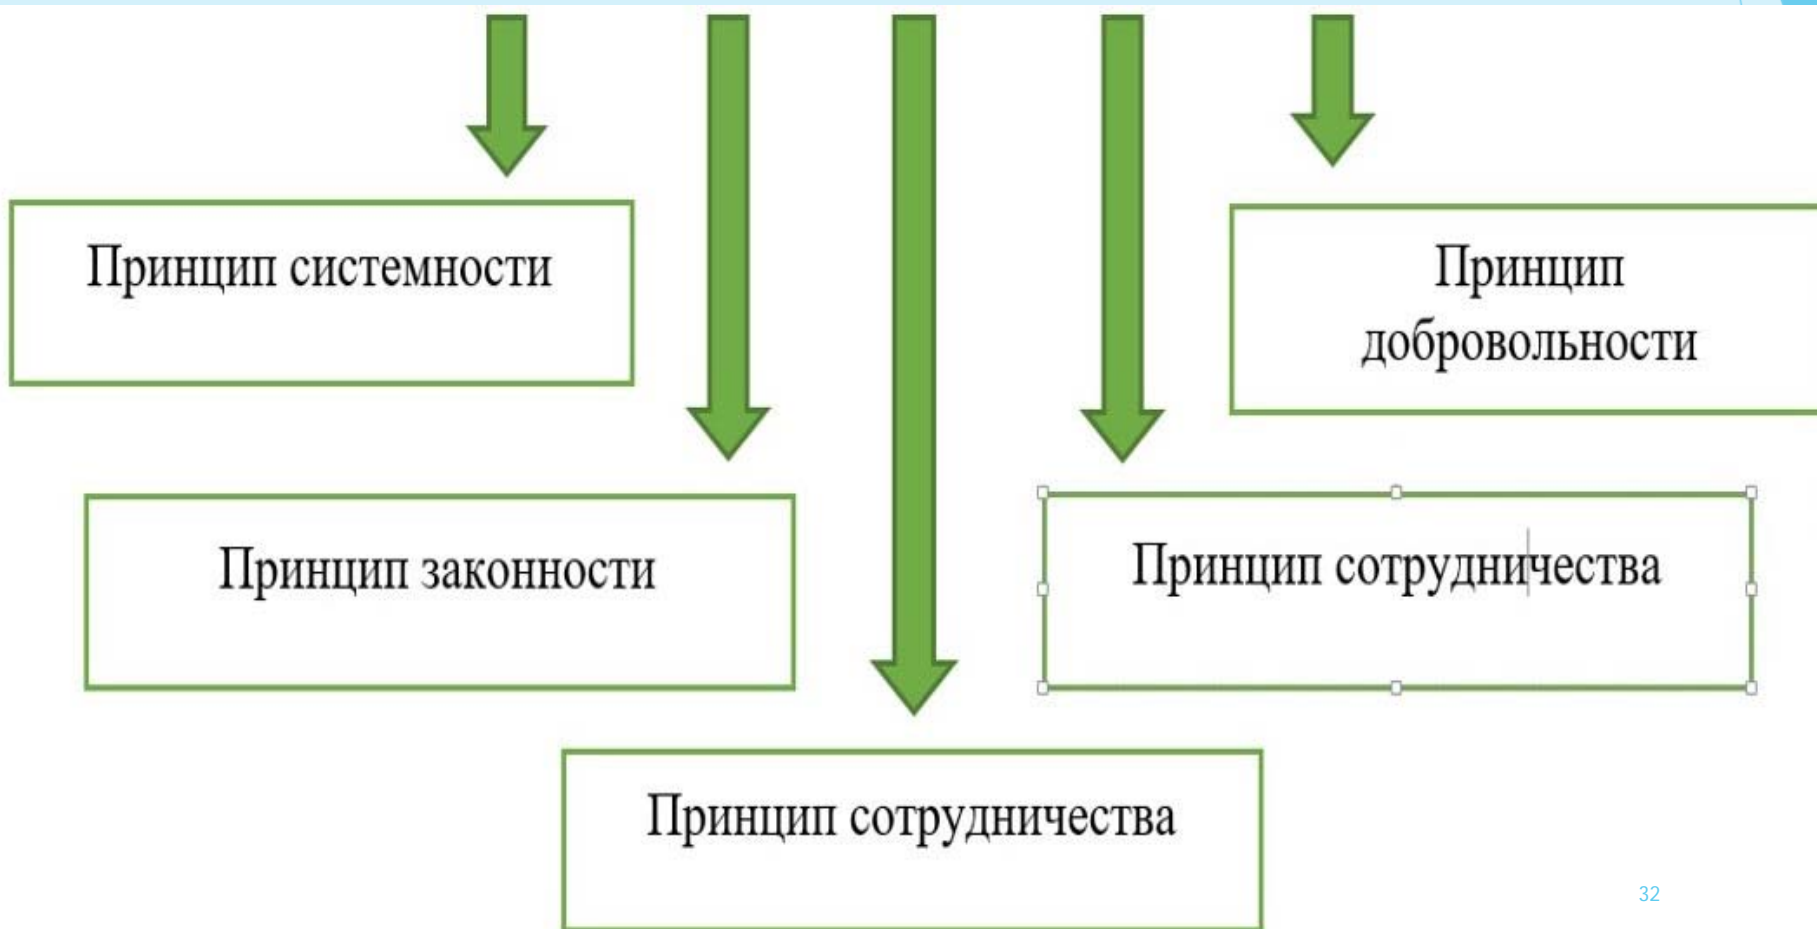 Принцип системности
Принцип
добровольности
Принцип законности
Принцип сотрудничества
Принцип сотрудничества
32